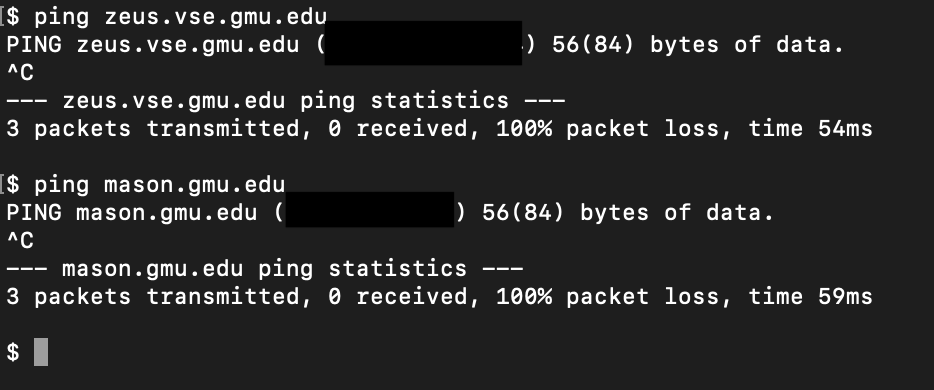 [$ ping zeus.vse.gmu.edu
PING zeus.vse.gmu.edu ( ) 56(84) bytes of data.
^C
--- zeus.vse.gmu.edu ping statistics ---
3 packets transmitted, 0 received, 100% packet loss, time 54ms
[$ ping mason.gmu.edu
PING mason.gmu.edu ( ) 56(84) bytes of data.
^C
--- mason.gmu.edu ping statistics ---
3 packets transmitted, 0 received, 100% packet loss, time 59ms
$